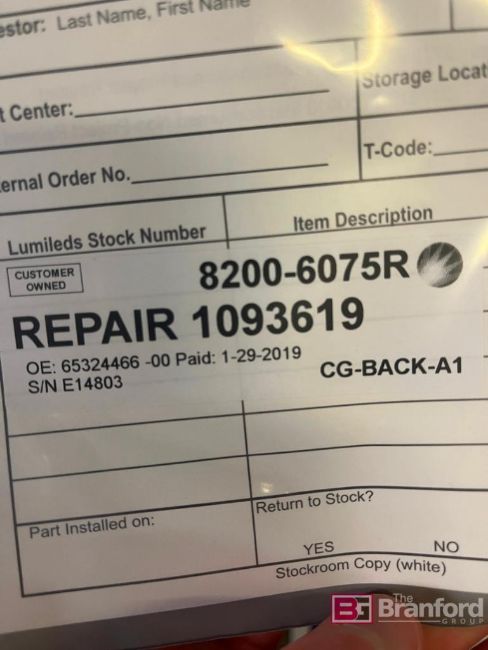 estor: Last Name, First Name
Storage Locat
t Center:
T-Code:
ernal Order No.
Lumileds Stock Number
Item Description
CUSTOMER
OWNED
8200-6075R
REPAIR 1093619
OE: 65324466 -00 Paid: 1-29-2019
S/N E14803
CG-BACK-A1
Part Installed on:
Return to Stock?
YES NO
Stockroom Copy (white)
BG The Branford
GROUP